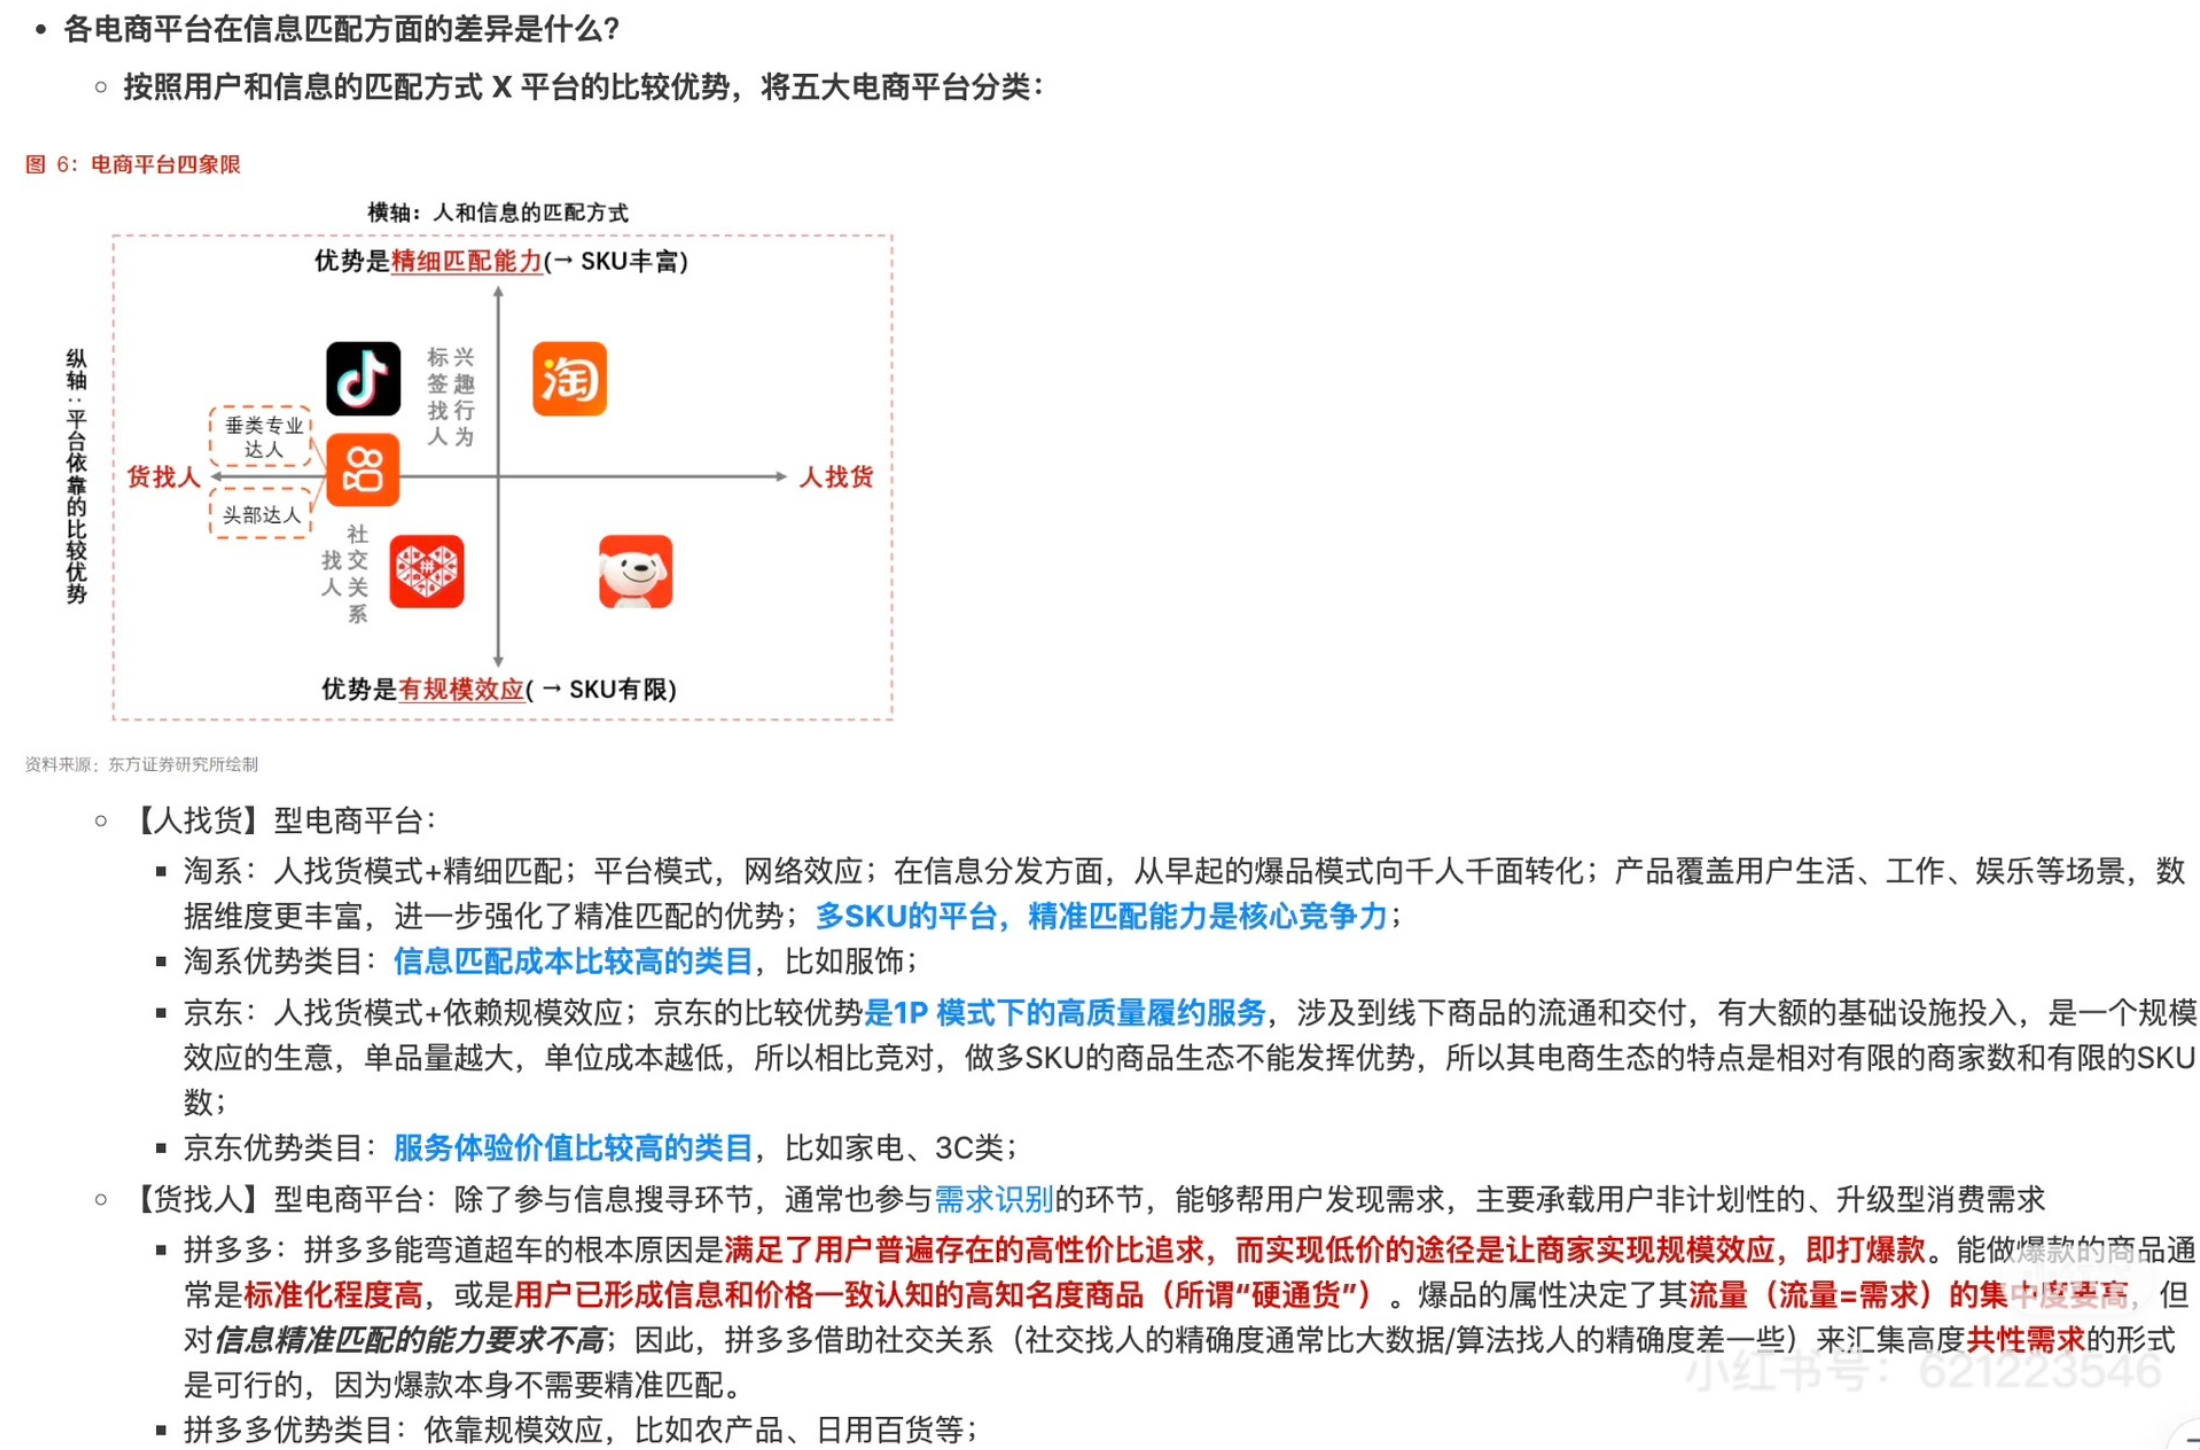 各电商平台在信息匹配方面的差异是什么？
按照用户和信息的匹配方式 X 平台的比较优势，将五大电商平台分类：
图 6：电商平台四象限
横轴：人和信息的匹配方式
优势是精细匹配能力(→ SKU丰富)
纵轴：平台依靠的比较优势
兴趣行为
标签找人
淘
垂类专业
达人
货找人
人找货
头部达人
社交关系
找人
拼
优势是有规模效应( → SKU有限)
资料来源：东方证券研究所绘制
【人找货】型电商平台：
淘系：人找货模式+精细匹配；平台模式，网络效应；在信息分发方面，从早起的爆品模式向千人千面转化；产品覆盖用户生活、工作、娱乐等场景，数
据维度更丰富，进一步强化了精准匹配的优势；多SKU的平台，精准匹配能力是核心竞争力；
淘系优势类目：信息匹配成本比较高的类目，比如服饰；
京东：人找货模式+依赖规模效应；京东的比较优势是1P 模式下的高质量履约服务，涉及到线下商品的流通和交付，有大额的基础设施投入，是一个规模
效应的生意，单品量越大，单位成本越低，所以相比竞对，做多SKU的商品生态不能发挥优势，所以其电商生态的特点是相对有限的商家数和有限的SKU
数；
京东优势类目：服务体验价值比较高的类目，比如家电、3C类；
【货找人】型电商平台：除了参与信息搜寻环节，通常也参与需求识别的环节，能够帮用户发现需求，主要承载用户非计划性的、升级型消费需求
拼多多：拼多多能弯道超车的根本原因是满足了用户普遍存在的高性价比追求，而实现低价的途径是让商家实现规模效应，即打爆款。能做爆款的商品通
常是标准化程度高，或是用户已形成信息和价格一致认知的高知名度商品（所谓“硬通货”）。爆品的属性决定了其流量（流量=需求）的集中度要高，但
对信息精准匹配的能力要求不高；因此，拼多多借助社交关系（社交找人的精确度通常比大数据/算法找人的精确度差一些）来汇集高度共性需求的形式
是可行的，因为爆款本身不需要精准匹配。
小红书号：621223546
拼多多优势类目：依靠规模效应，比如农产品、日用百货等；